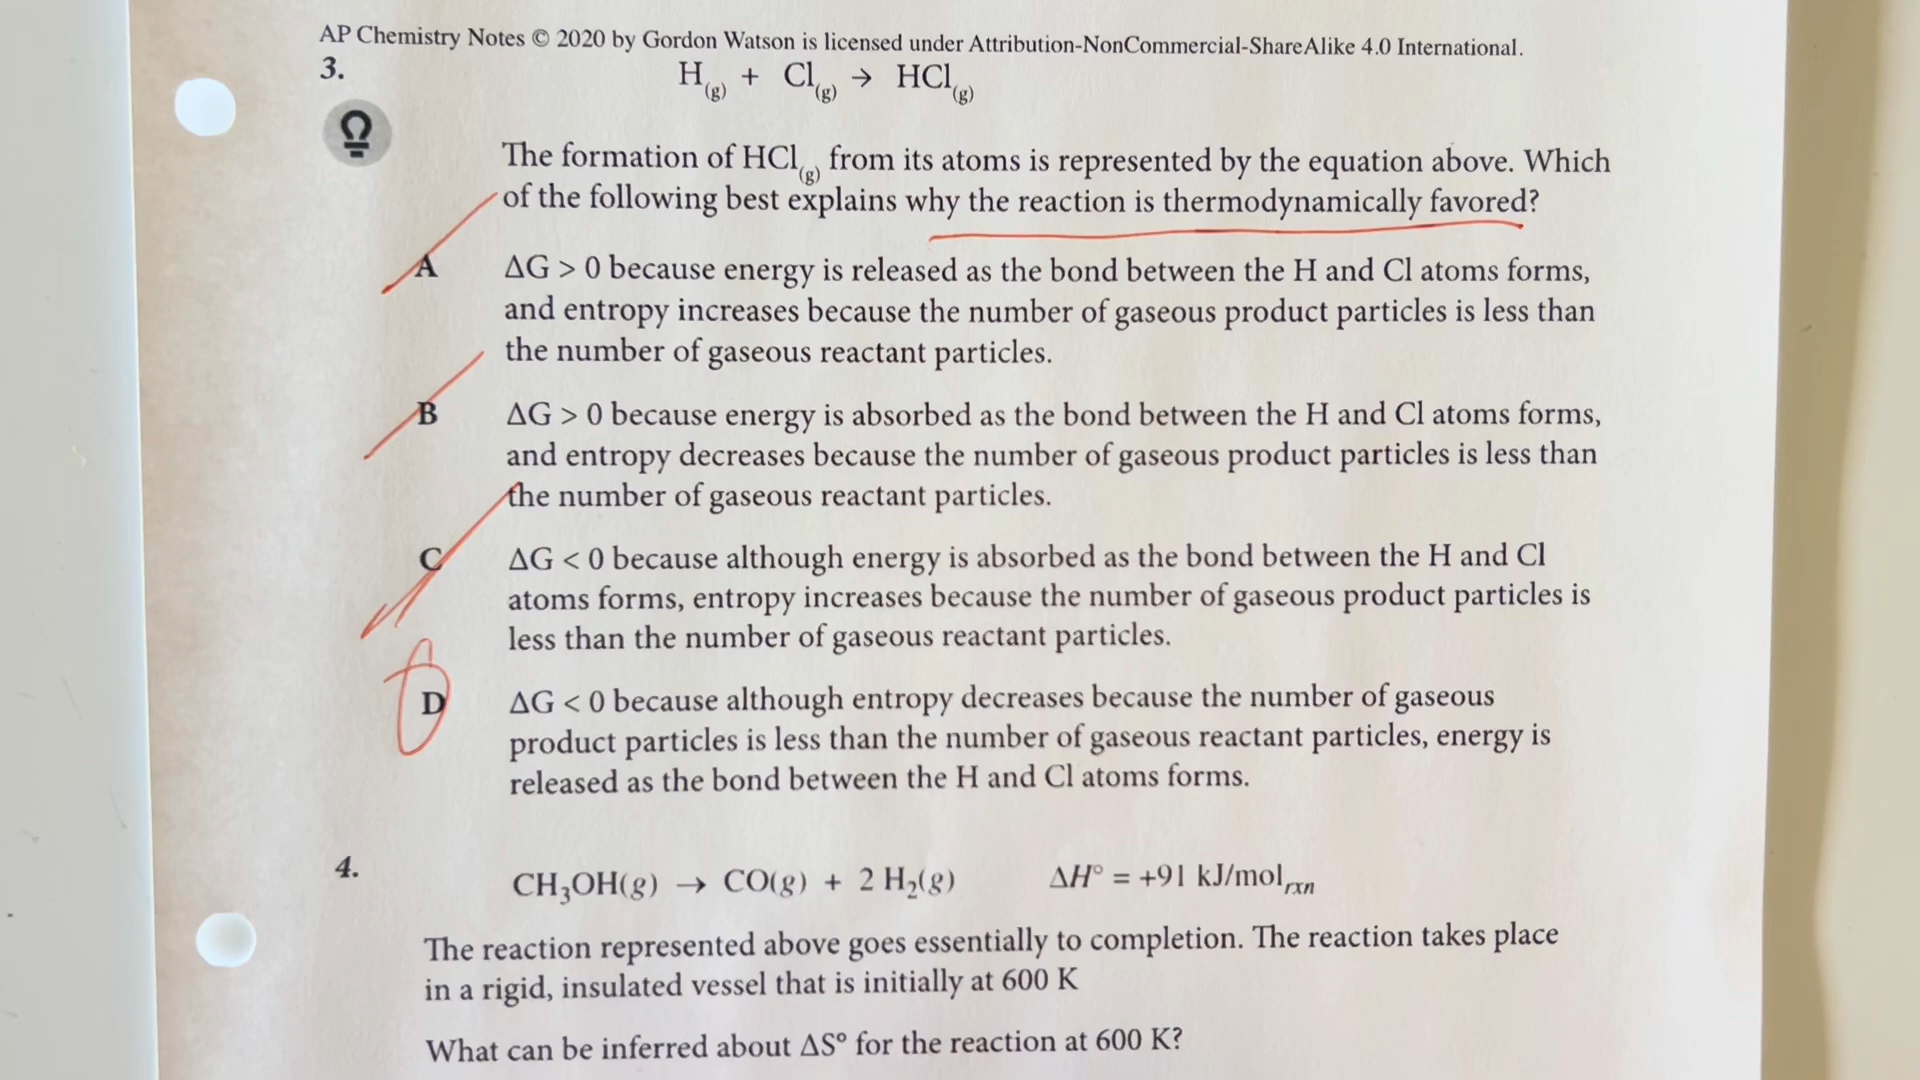 AP Chemistry Notes © 2020 by Gordon Watson is licensed under Attribution-NonCommercial-ShareAlike 4.0 International.
3. H(g) + Cl(g) → HCl(g)
The formation of HCl(g) from its atoms is represented by the equation above. Which
of the following best explains why the reaction is thermodynamically favored?
A ΔG > 0 because energy is released as the bond between the H and Cl atoms forms,
and entropy increases because the number of gaseous product particles is less than
the number of gaseous reactant particles.
B ΔG > 0 because energy is absorbed as the bond between the H and Cl atoms forms,
and entropy decreases because the number of gaseous product particles is less than
the number of gaseous reactant particles.
C ΔG < 0 because although energy is absorbed as the bond between the H and Cl
atoms forms, entropy increases because the number of gaseous product particles is
less than the number of gaseous reactant particles.
D ΔG < 0 because although entropy decreases because the number of gaseous
product particles is less than the number of gaseous reactant particles, energy is
released as the bond between the H and Cl atoms forms.
4. CH₃OH(g) → CO(g) + 2 H₂(g) ΔH° = +91 kJ/molrxn
The reaction represented above goes essentially to completion. The reaction takes place
in a rigid, insulated vessel that is initially at 600 K
What can be inferred about ΔS° for the reaction at 600 K?